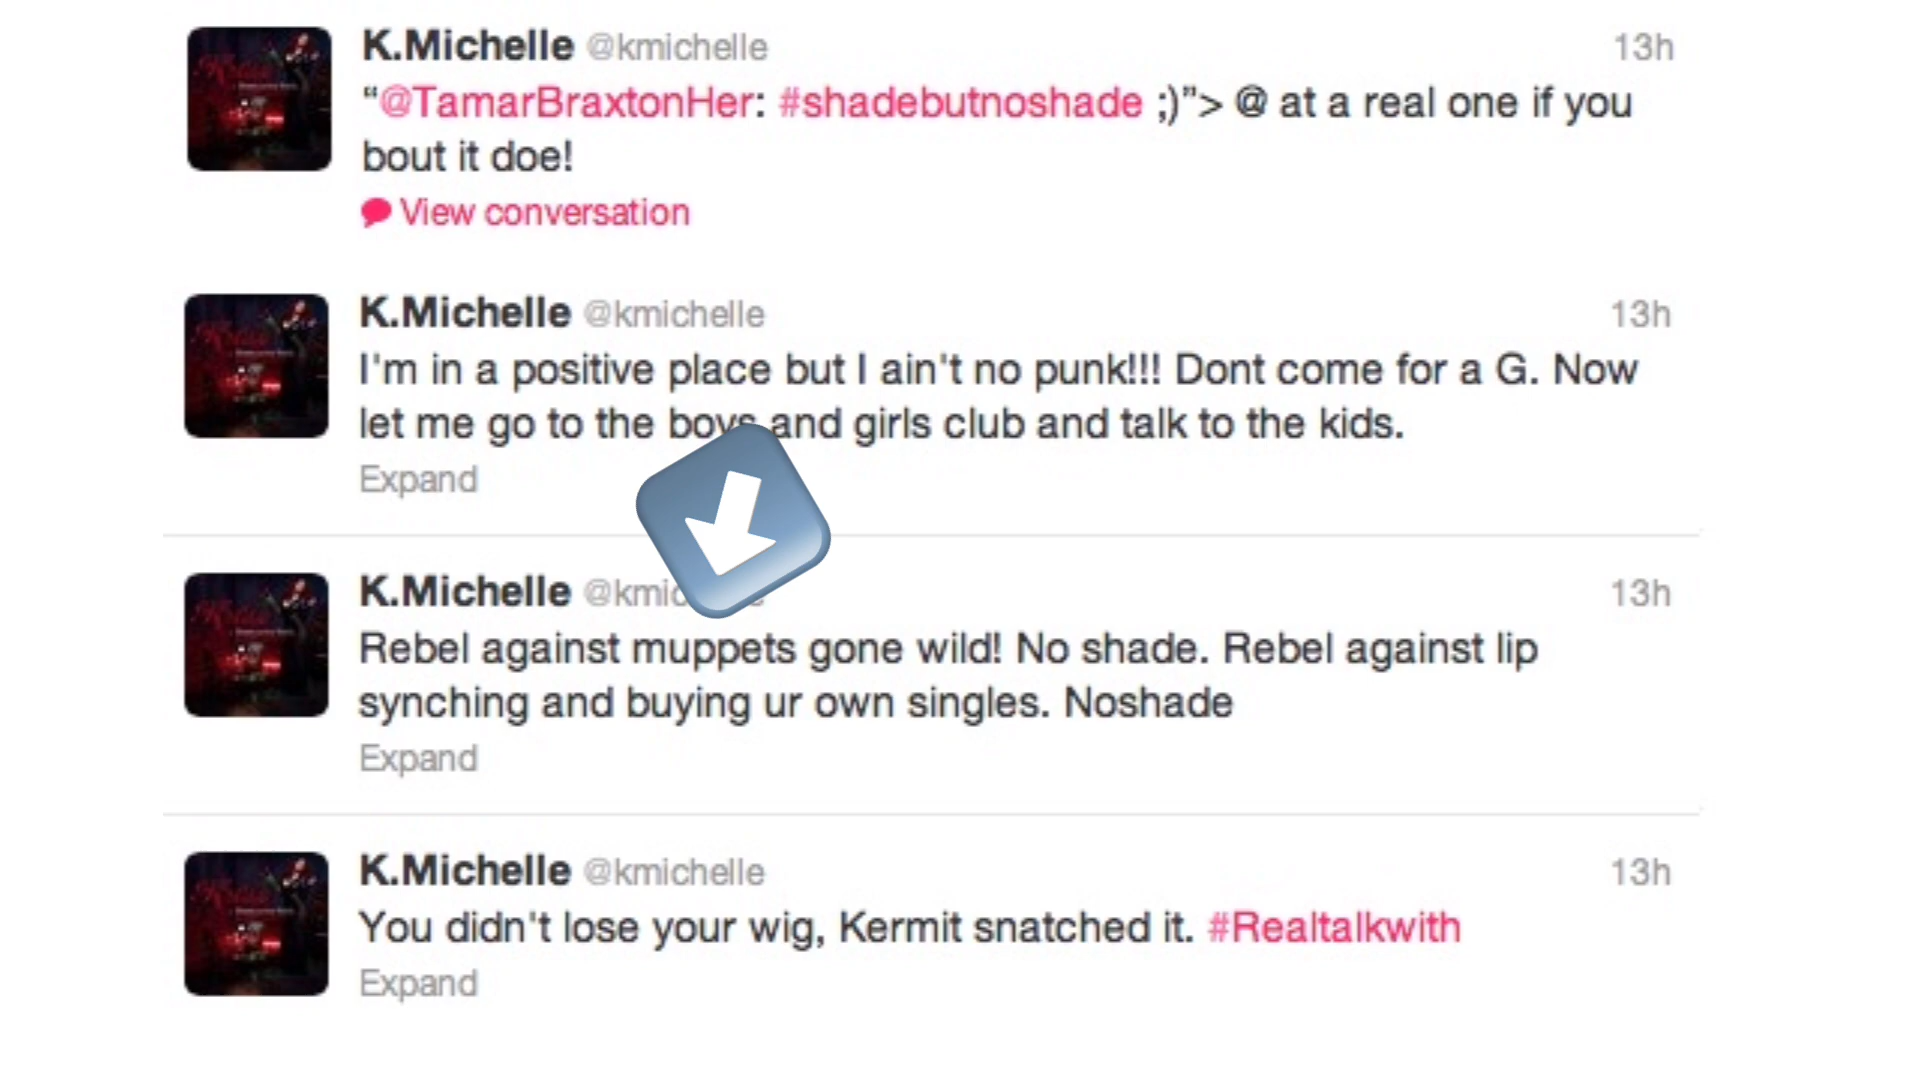 K.Michelle @kmichelle 13h
“@TamarBraxtonHer: #shadebutnoshade ;)”> @ at a real one if you
bout it doe!
View conversation
K.Michelle @kmichelle 13h
I'm in a positive place but I ain't no punk!!! Dont come for a G. Now
let me go to the boys and girls club and talk to the kids.
Expand
K.Michelle 13h
Rebel against muppets gone wild! No shade. Rebel against lip
synching and buying ur own singles. Noshade
Expand
K.Michelle @kmichelle 13h
You didn't lose your wig, Kermit snatched it. #Realtalkwith
Expand